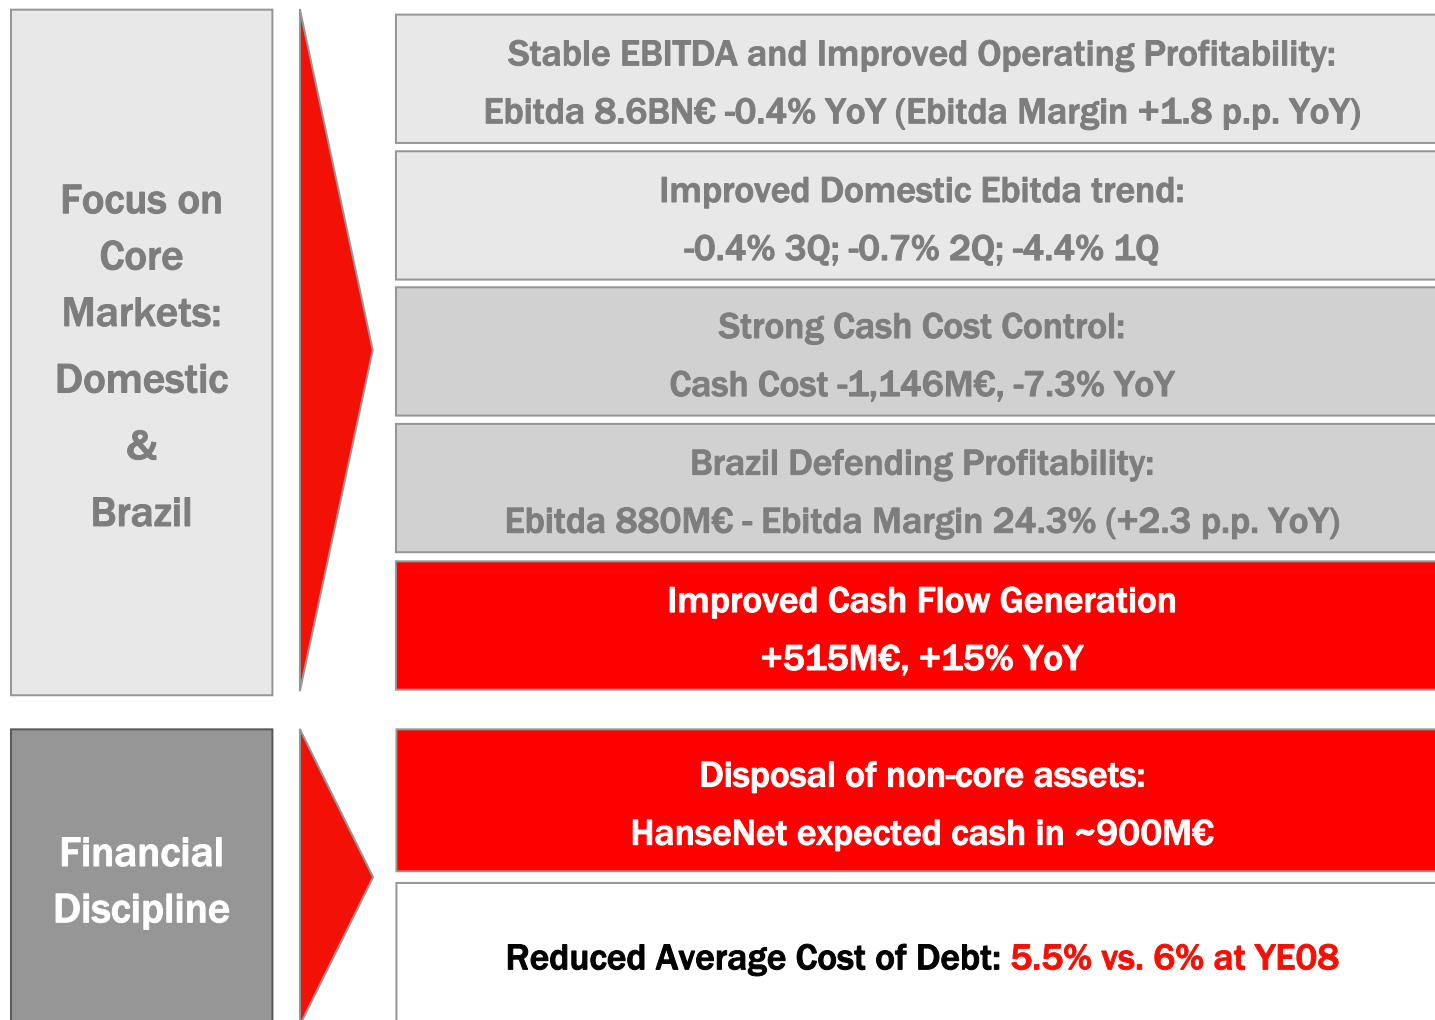 Focus on
Core
Markets:
Domestic
&
Brazil
Stable EBITDA and Improved Operating Profitability:
Ebitda 8.6BN€ -0.4% YoY (Ebitda Margin +1.8 p.p. YoY)
Improved Domestic Ebitda trend:
-0.4% 3Q; -0.7% 2Q; -4.4% 1Q
Strong Cash Cost Control:
Cash Cost -1,146M€, -7.3% YoY
Brazil Defending Profitability:
Ebitda 880M€ - Ebitda Margin 24.3% (+2.3 p.p. YoY)
Improved Cash Flow Generation
+515M€, +15% YoY
Financial
Discipline
Disposal of non-core assets:
HanseNet expected cash in ~900M€
Reduced Average Cost of Debt: 5.5% vs. 6% at YE08